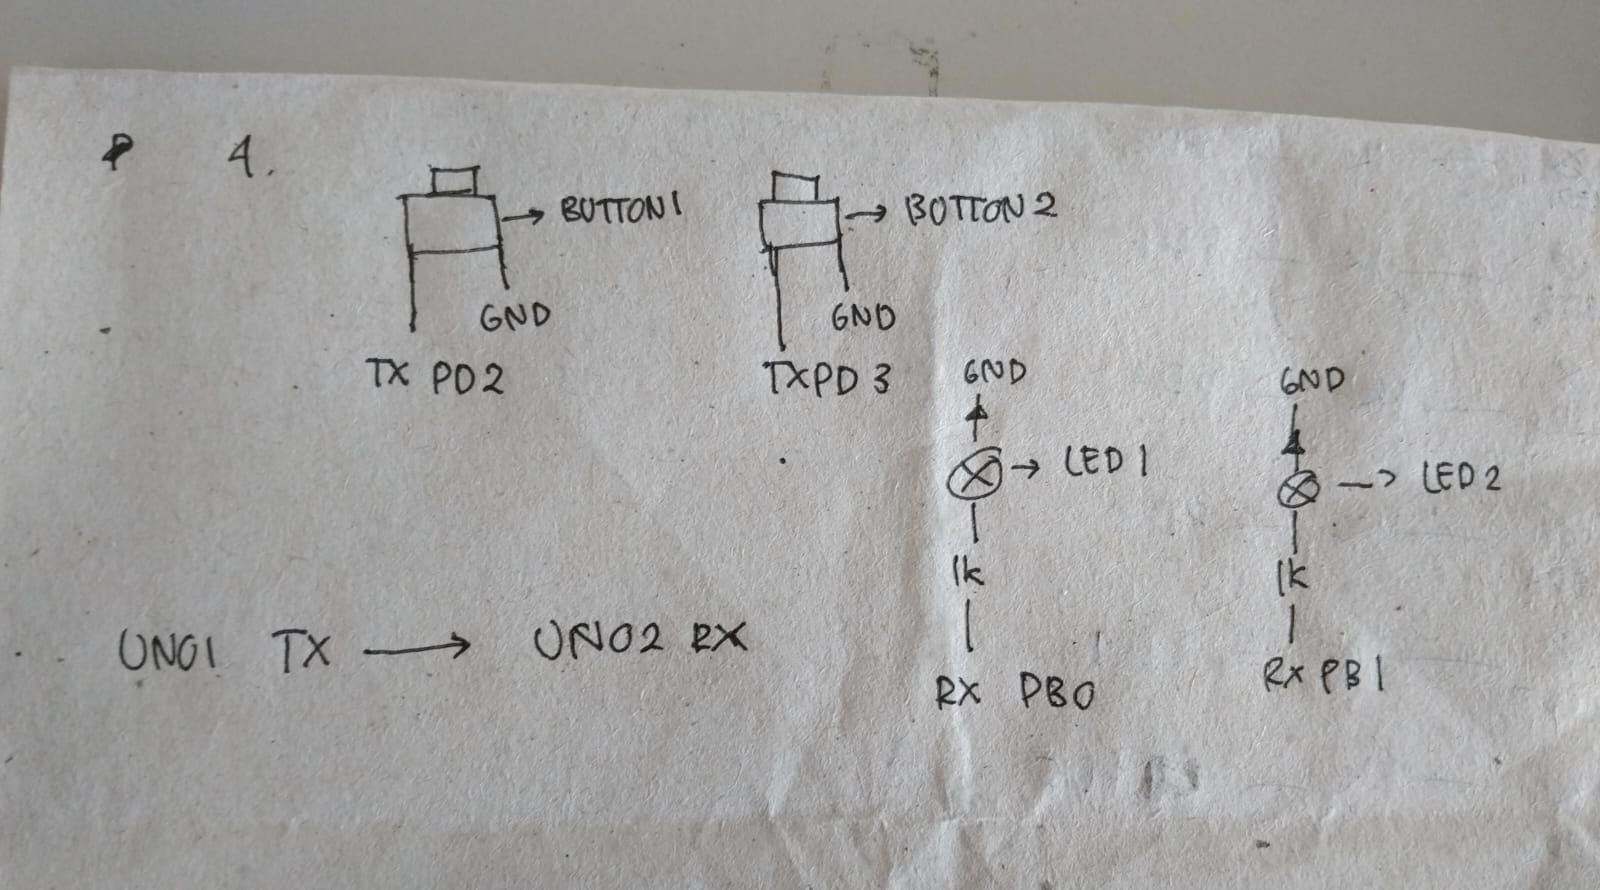 4.
BUTTON1
BUTTON 2
GND
GND
TX PD2
TXPD 3
GND
GND
LED 1
LED 2
1k
1k
UNO1 TX → UNO2 RX
RX PB0
RX PB1